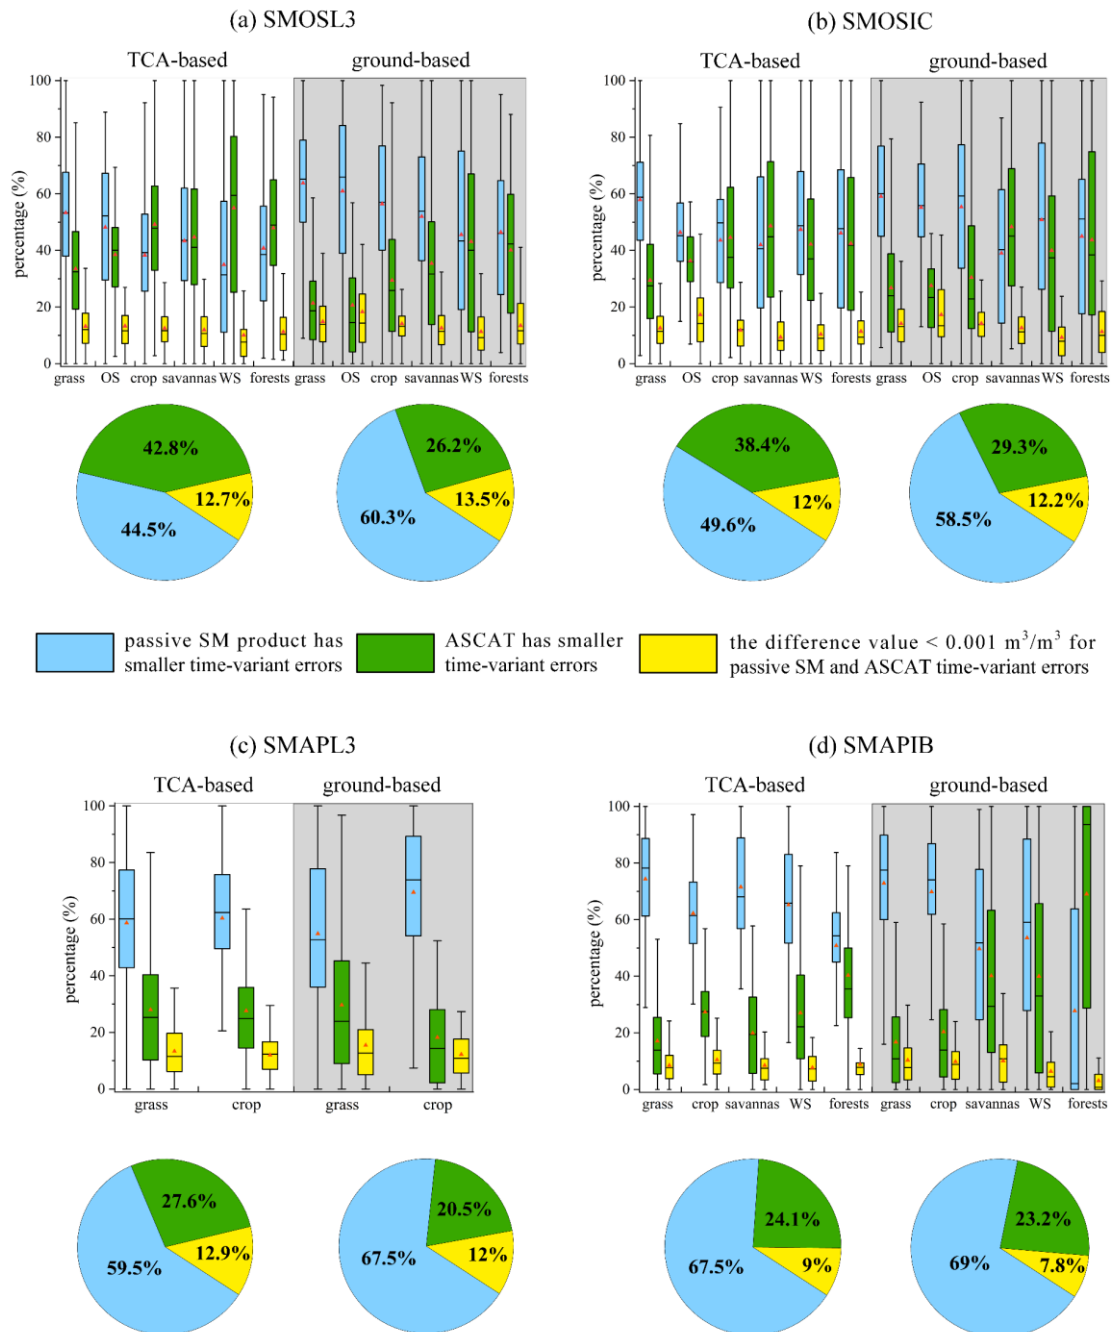 (a) SMOSL3
(b) SMOSIC
TCA-based
ground-based
TCA-based
ground-based
percentage (%)
100
80
60
40
20
0
grass OS crop savannas WS forests grass OS crop savannas WS forests
percentage (%)
100
80
60
40
20
0
grass OS crop savannas WS forests grass OS crop savannas WS forests
42.8%
12.7%
44.5%
26.2%
13.5%
60.3%
38.4%
12%
49.6%
29.3%
12.2%
58.5%
passive SM product has
smaller time-variant errors
ASCAT has smaller
time-variant errors
the difference value < 0.001 m³/m³ for
passive SM and ASCAT time-variant errors
(c) SMAPL3
(d) SMAPIB
TCA-based
ground-based
TCA-based
ground-based
percentage (%)
100
80
60
40
20
0
grass crop grass crop
percentage (%)
100
80
60
40
20
0
grass crop savannas WS forests grass crop savannas WS forests
27.6%
12.9%
59.5%
20.5%
12%
67.5%
24.1%
9%
67.5%
23.2%
7.8%
69%